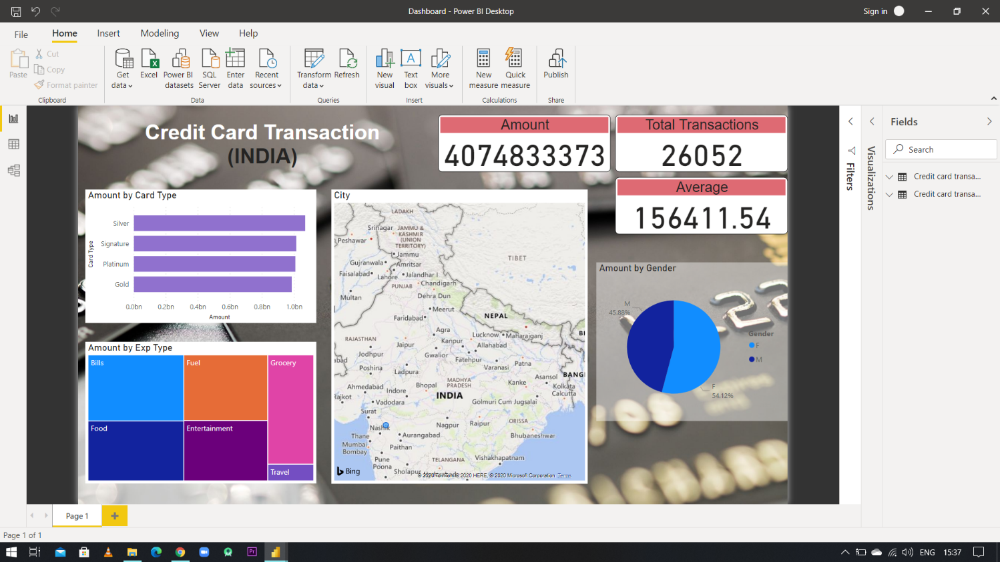 Dashboard - Power BI Desktop
Sign in
File
Home
Insert
Modeling
View
Help
Paste
Cut
Copy
Format painter
Clipboard
Get data
Excel
Power BI datasets
SQL Server
Enter data
Recent sources
Data
Transform data
Refresh
Queries
New visual
Text box
More visuals
Insert
New measure
Quick measure
Calculations
Publish
Share
Credit Card Transaction
(INDIA)
Amount
4074833373
Total Transactions
26052
Average
156411.54
Amount by Card Type
Card Type
Silver
Signature
Platinum
Gold
0.0bn 0.2bn 0.4bn 0.6bn 0.8bn 1.0bn
Amount
Amount by Exp Type
Bills
Fuel
Grocery
Food
Entertainment
Travel
City
LADAKH
Srinagar
JAMMU &
KASHMIR
(UNION
TERRITORY)
Peshawar
Jammu
TIBET
Gujranwala
Amritsar
Faisalabad
Lahore
Jalandhar I
PUNJAB
Chandigarh
Multan
Dehra Dun
Meerut
NEPAL
Faridabad
Agra
Lucknow
Maharajganj
BI
RAJASTHAN
Jaipur
Kanpur
Allahabad
Jodhpur
Gwalior
Fatehpur
Patna
bad
Poshina
Ladpura
Varanasi
Asansol
BANG
MADHYA
PRADESH
Kanke
Ahmedabad
Indore
Bhopal
Kolkata
Calcutta
Rajkot
Vadodara
INDIA
Golmuri Cum Jugsalai
Surat
Nashik
Nagpur
Raipur
ORISSA
Thane
Aurangabad
Bhubaneshwar
Mumbai
Bombay
Paithan
Pune
Poona
TELANGANA
Vishakhapatnam
Sholapur
Bing
© 2020 TomTom © 2020 HERE, © 2020 Microsoft Corporation Terms
Amount by Gender
M
45.88%
F
54.12%
Gender
F
M
Filters
Visualizations
Fields
Search
Credit card transa...
Credit card transa...
Page 1
Page 1 of 1
Pr
ENG
15:37